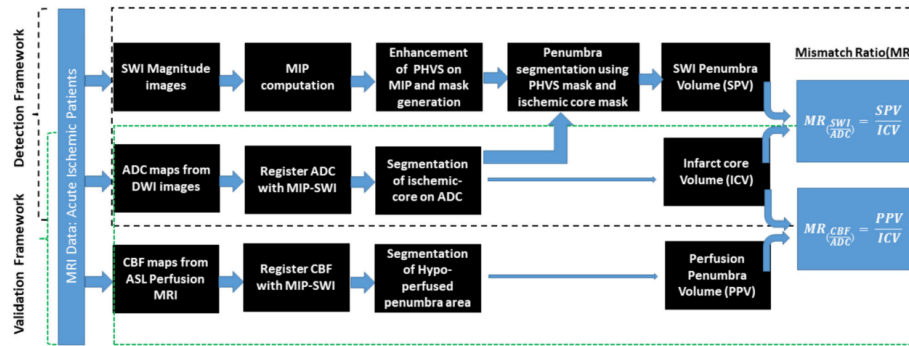 Detection Framework
Validation Framework
MRI Data: Acute Ischemic Patients
SWI Magnitude
images
MIP
computation
Enhancement
of PHVS on
MIP and mask
generation
Penumbra
segmentation using
PHVS mask and
ischemic core mask
SWI Penumbra
Volume (SPV)
Mismatch Ratio(MR
MR(SWI/ADC) = SPV/ICV
ADC maps from
DWI images
Register ADC
with MIP-SWI
Segmentation
of ischemic-
core on ADC
Infarct core
Volume (ICV)
MR(CBF/ADC) = PPV/ICV
CBF maps from
ASL Perfusion
MRI
Register CBF
with MIP-SWI
Segmentation
of Hypo-
perfused
penumbra area
Perfusion
Penumbra
Volume (PPV)